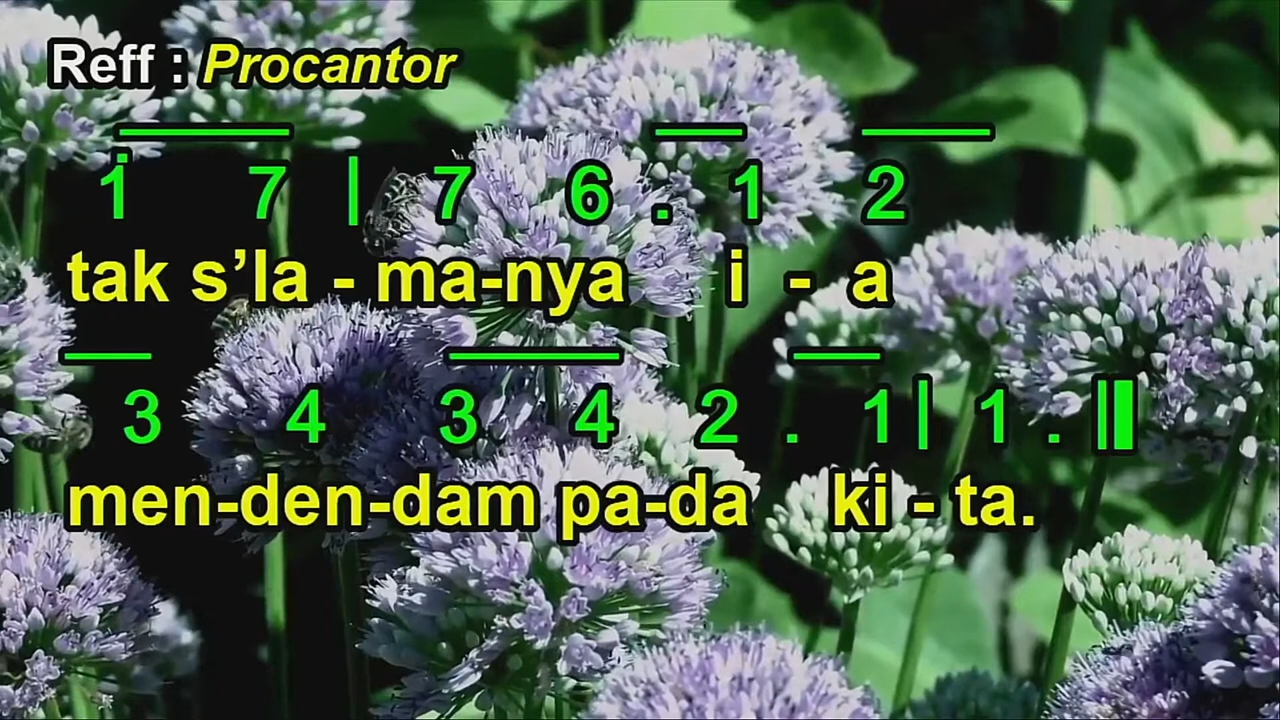 Reff : Procantor
1̇ 7 | 7 6 . 1 2
tak s’la - ma-nya i - a
3 4 3 4 2 . 1 | 1 . ||
men-den-dam pa-da ki - ta.